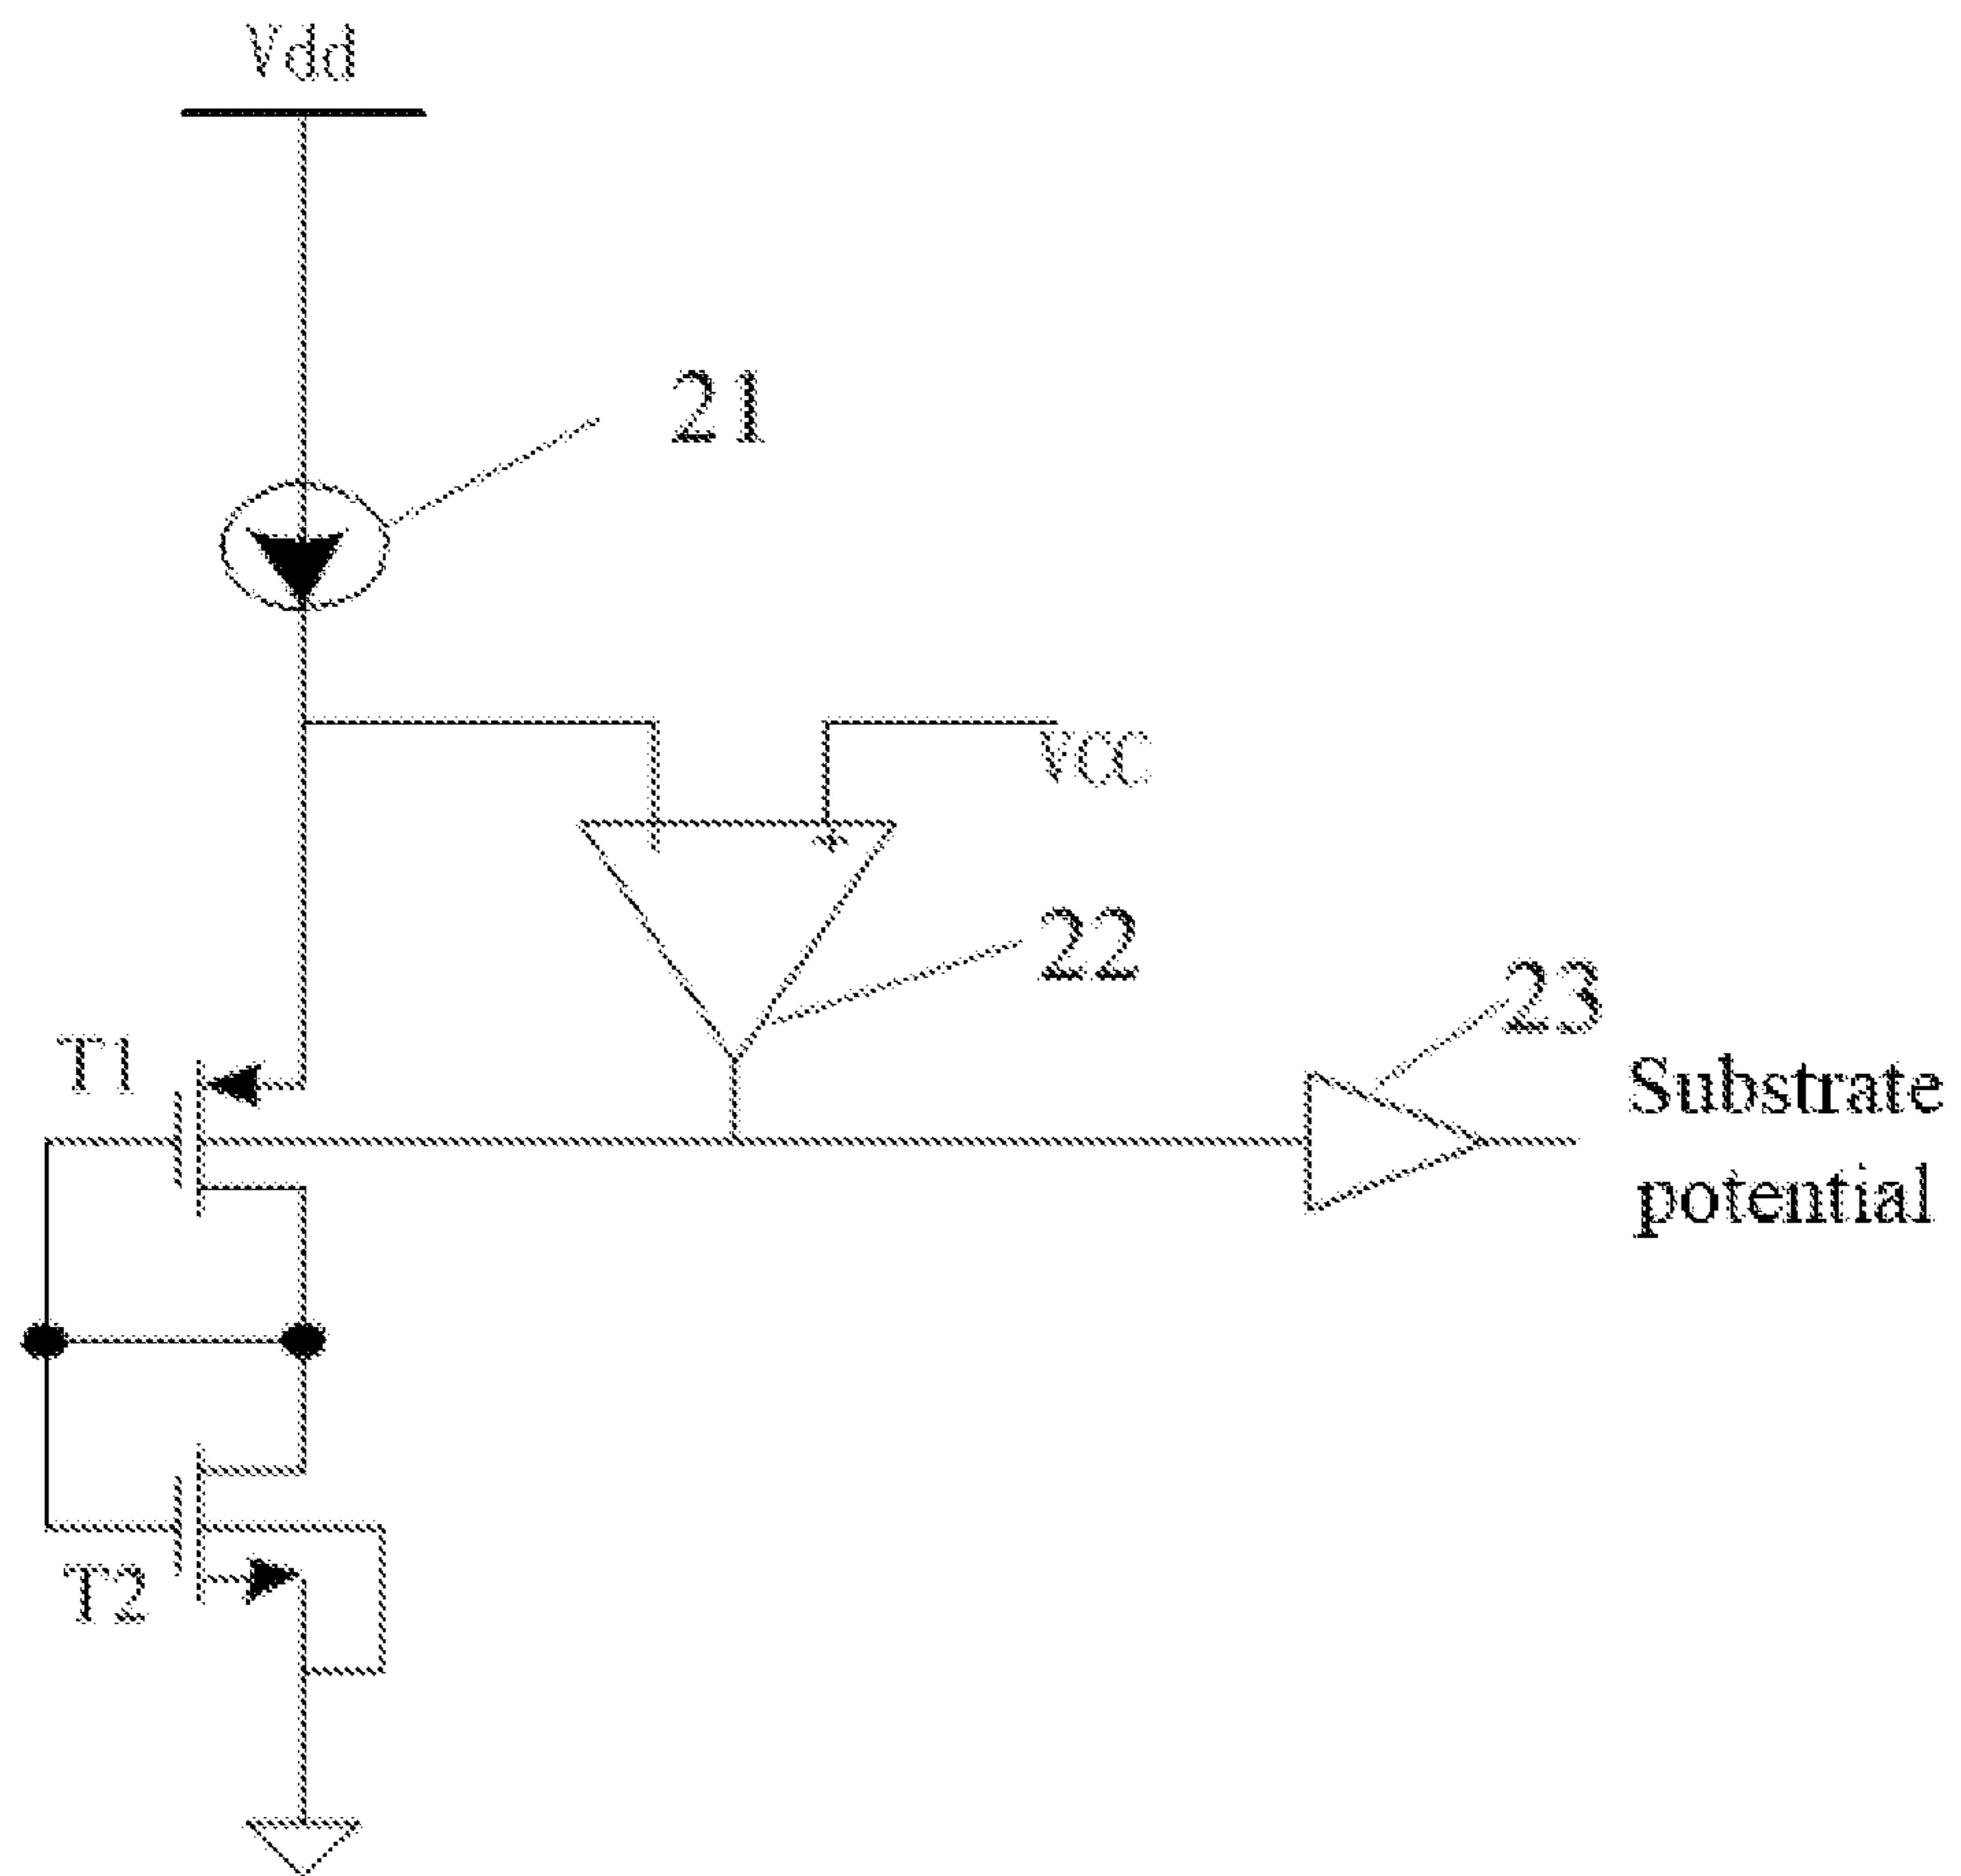 Vdd
21
VCC
22
23
T1
Substrate
potential
T2